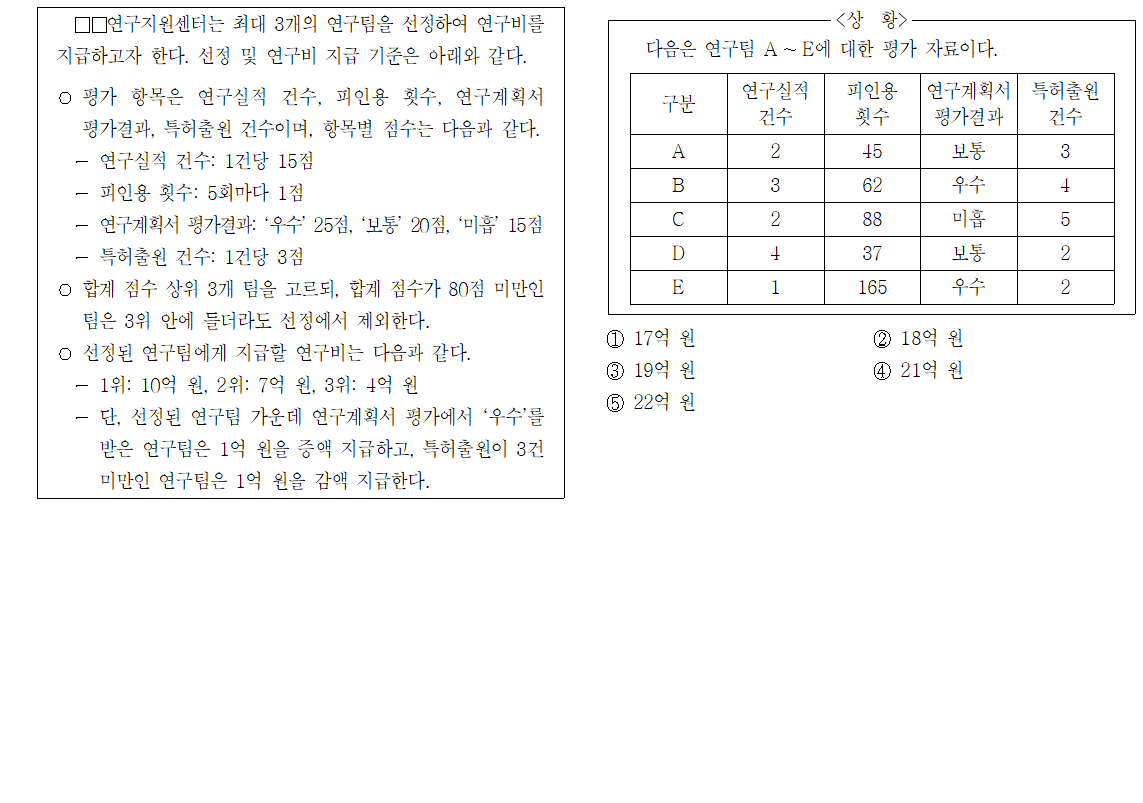 □□연구지원센터는 최대 3개의 연구팀을 선정하여 연구비를
지급하고자 한다. 선정 및 연구비 지급 기준은 아래와 같다.
○ 평가 항목은 연구실적 건수, 피인용 횟수, 연구계획서
평가결과, 특허출원 건수이며, 항목별 점수는 다음과 같다.
- 연구실적 건수: 1건당 15점
- 피인용 횟수: 5회마다 1점
- 연구계획서 평가결과: ‘우수’ 25점, ‘보통’ 20점, ‘미흡’ 15점
- 특허출원 건수: 1건당 3점
○ 합계 점수 상위 3개 팀을 고르되, 합계 점수가 80점 미만인
팀은 3위 안에 들더라도 선정에서 제외한다.
○ 선정된 연구팀에게 지급할 연구비는 다음과 같다.
- 1위: 10억 원, 2위: 7억 원, 3위: 4억 원
- 단, 선정된 연구팀 가운데 연구계획서 평가에서 ‘우수’를
받은 연구팀은 1억 원을 증액 지급하고, 특허출원이 3건
미만인 연구팀은 1억 원을 감액 지급한다.
<상 황>
다음은 연구팀 A ~ E에 대한 평가 자료이다.
구분 연구실적 건수 피인용 횟수 연구계획서 평가결과 특허출원 건수
A 2 45 보통 3
B 3 62 우수 4
C 2 88 미흡 5
D 4 37 보통 2
E 1 165 우수 2
① 17억 원 ② 18억 원
③ 19억 원 ④ 21억 원
⑤ 22억 원